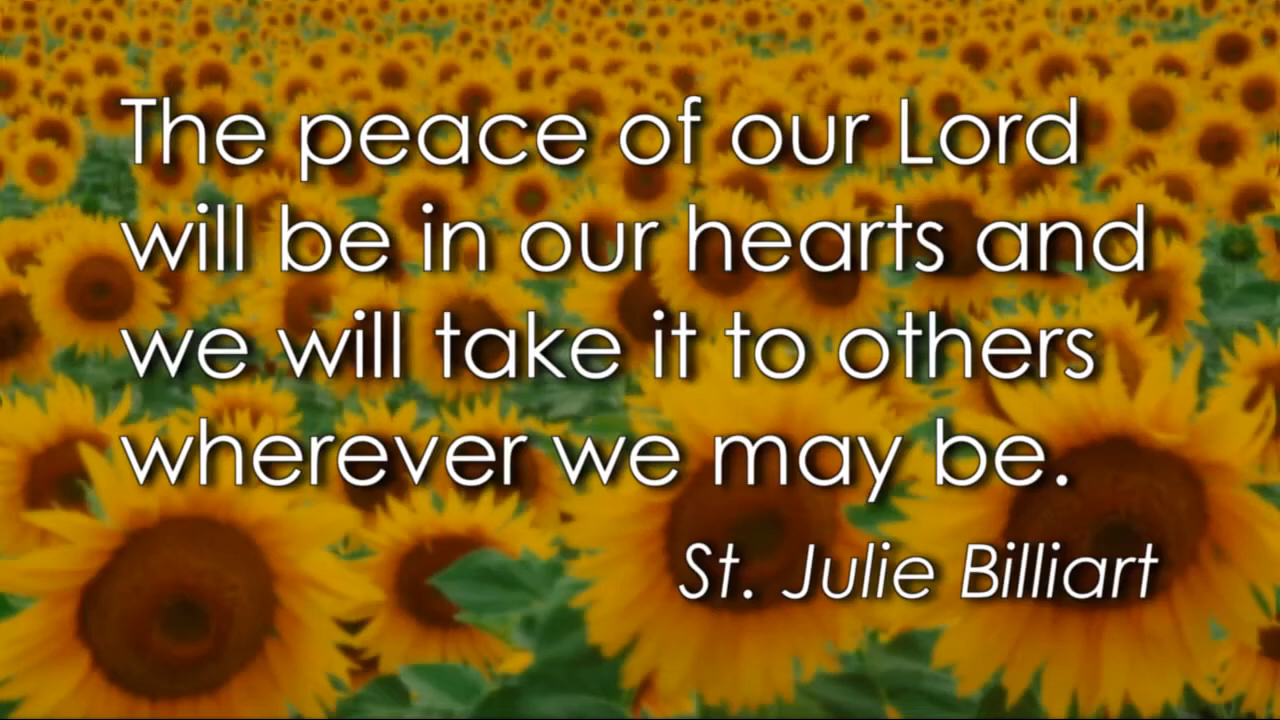 The peace of our Lord
will be in our hearts and
we will take it to others
wherever we may be.
St. Julie Billiart